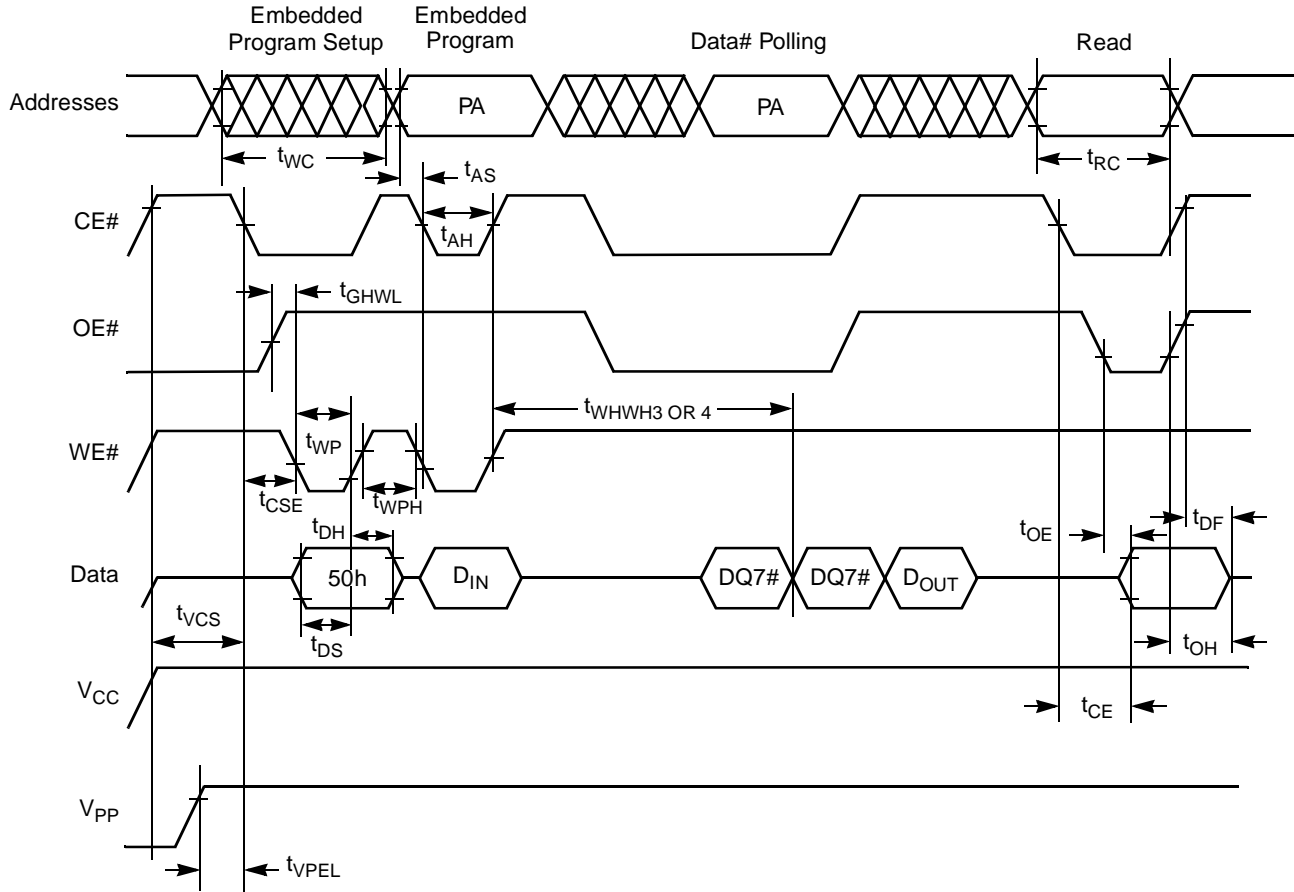 Embedded
Program Setup
Embedded
Program
Data# Polling
Read
Addresses
PA
PA
tWC
tAS
tRC
CE#
tAH
tGHWL
OE#
tWHWH3 OR 4
tWP
WE#
tCSE
tWPH
tDH
tOE
tDF
Data
50h
DIN
DQ7#
DQ7#
DOUT
tVCS
tDS
tOH
VCC
tCE
VPP
tVPEL